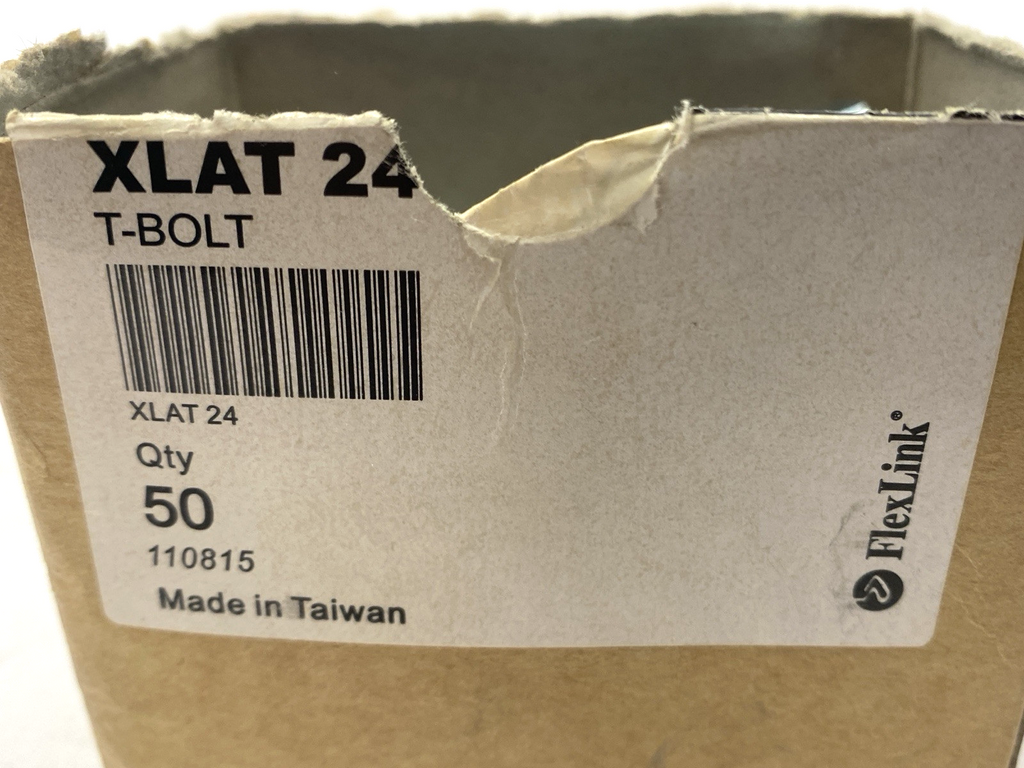 XLAT 24
T-BOLT
XLAT 24
Qty
50
110815
Made in Taiwan
FlexLink®